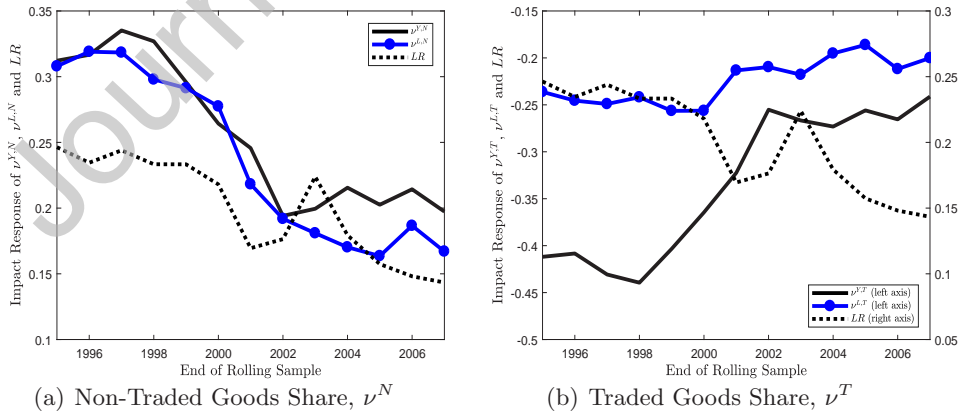 Journ
Impact Response of ν^{Y,N}, ν^{L,N} and LR
0.35
0.3
0.25
0.2
0.15
0.1
ν^{Y,N}
ν^{L,N}
LR
1996 1998 2000 2002 2004 2006
End of Rolling Sample
(a) Non-Traded Goods Share, ν^N
Impact Response of ν^{Y,T}, ν^{L,T} and LR
-0.15
-0.2
-0.25
-0.3
-0.35
-0.4
-0.45
-0.5
0.3
0.25
0.2
0.15
0.1
0.05
ν^{Y,T} (left axis)
ν^{L,T} (left axis)
LR (right axis)
1996 1998 2000 2002 2004 2006
End of Rolling Sample
(b) Traded Goods Share, ν^T